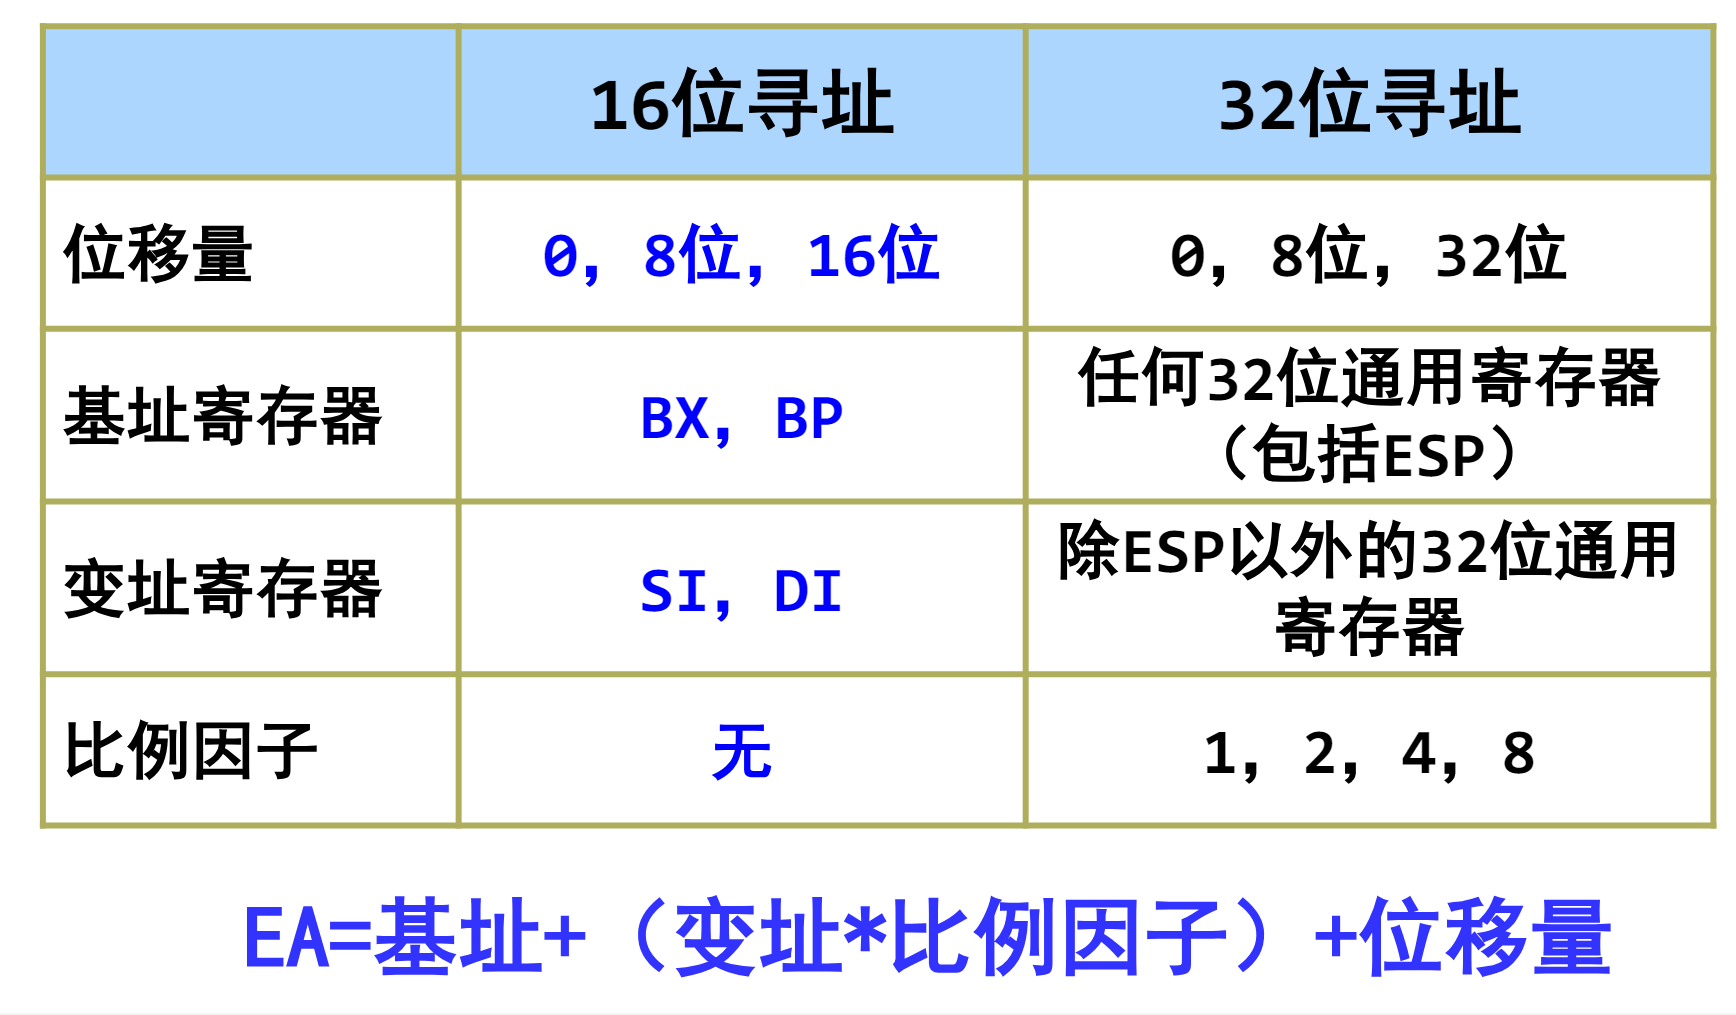 16位寻址 32位寻址
位移量 0，8位，16位 0，8位，32位
基址寄存器 BX，BP 任何32位通用寄存器
（包括ESP）
变址寄存器 SI，DI 除ESP以外的32位通用
寄存器
比例因子 无 1，2，4，8
EA=基址+（变址*比例因子）+位移量